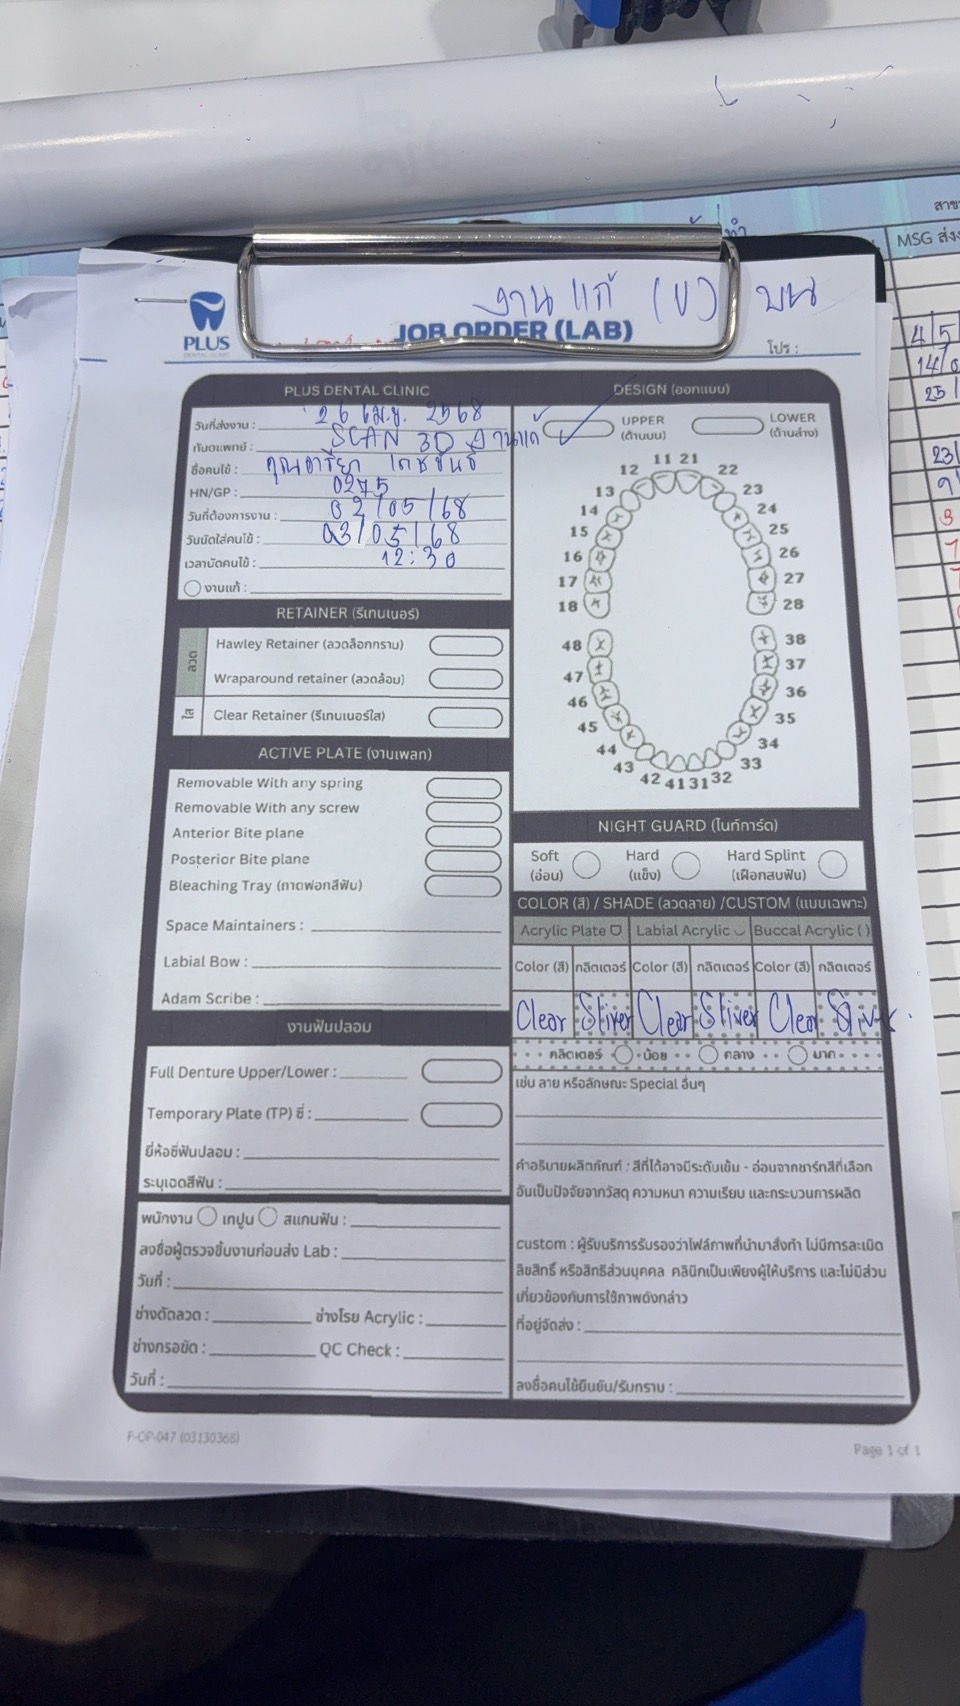 สาขา
MSG ส่ง
งานแก้ (ข) บน
PLUS
DENTAL CLINIC
JOB ORDER (LAB)
โปร :
4/5
14/0
25/
23/
PLUS DENTAL CLINIC
วันที่ส่งงาน : 26 เม.ย. 2568
ทันตแพทย์ : SCAN 3D งานแก้
ชื่อคนไข้ : คุณอารียา เดชขันธ์
HN/GP : 0275
วันที่ต้องการงาน : 02/05/68
วันนัดใส่คนไข้ : 03/05/68
เวลานัดคนไข้ : 12:30
งานแก้ :
RETAINER (รีเทนเนอร์)
ลวด
Hawley Retainer (ลวดล็อกกราม)
Wraparound retainer (ลวดล้อม)
ใส
Clear Retainer (รีเทนเนอร์ใส)
ACTIVE PLATE (งานเพลท)
Removable With any spring
Removable With any screw
Anterior Bite plane
Posterior Bite plane
Bleaching Tray (ถาดฟอกสีฟัน)
Space Maintainers :
Labial Bow :
Adam Scribe :
งานฟันปลอม
Full Denture Upper/Lower :
Temporary Plate (TP) ซี่ :
ยี่ห้อซี่ฟันปลอม :
ระบุเฉดสีฟัน :
พนักงาน เทปูน สแกนฟัน :
ลงชื่อผู้ตรวจชิ้นงานก่อนส่ง Lab :
วันที่ :
ช่างดัดลวด : ช่างโรย Acrylic :
ช่างกรอขัด : QC Check :
วันที่ :
DESIGN (ออกแบบ)
UPPER
(ด้านบน)
LOWER
(ด้านล่าง)
11 21
12 22
13 23
14 24
15 25
16 26
17 27
18 28
48 38
47 37
46 36
45 35
44 34
43 33
42 41 31 32
NIGHT GUARD (ไนท์การ์ด)
Soft
(อ่อน)
Hard
(แข็ง)
Hard Splint
(เฝือกสบฟัน)
COLOR (สี) / SHADE (ลวดลาย) /CUSTOM (แบบเฉพาะ)
Acrylic Plate Labial Acrylic Buccal Acrylic ( )
Color (สี) กลิตเตอร์ Color (สี) กลิตเตอร์ Color (สี) กลิตเตอร์
Clear Sliver Clear Sliver Clear Sliver
กลิตเตอร์ น้อย กลาง มาก
เช่น ลาย หรือลักษณะ Special อื่นๆ
คำอธิบายผลิตภัณฑ์ : สีที่ได้อาจมีระดับเข้ม - อ่อนจากชาร์ทสีที่เลือก
อันเป็นปัจจัยจากวัสดุ ความหนา ความเรียบ และกระบวนการผลิต
custom : ผู้รับบริการรับรองว่าไฟล์ภาพที่นำมาสั่งทำ ไม่มีการละเมิด
ลิขสิทธิ์ หรือสิทธิส่วนบุคคล คลินิกเป็นเพียงผู้ให้บริการ และไม่มีส่วน
เกี่ยวข้องกับการใช้ภาพดังกล่าว
ที่อยู่จัดส่ง :
ลงชื่อคนไข้ยืนยัน/รับทราบ :
F-OP-047 (03130368)
Page 1 of 1